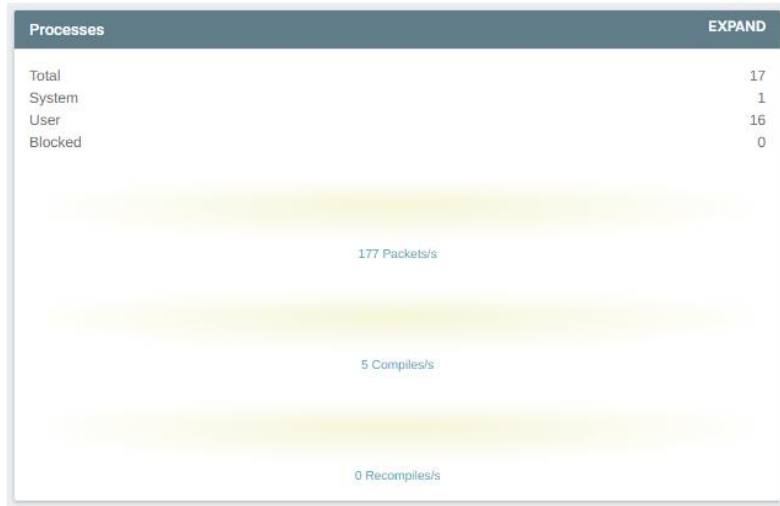 Processes EXPAND
Total 17
System 1
User 16
Blocked 0
177 Packets/s
5 Compiles/s
0 Recompiles/s